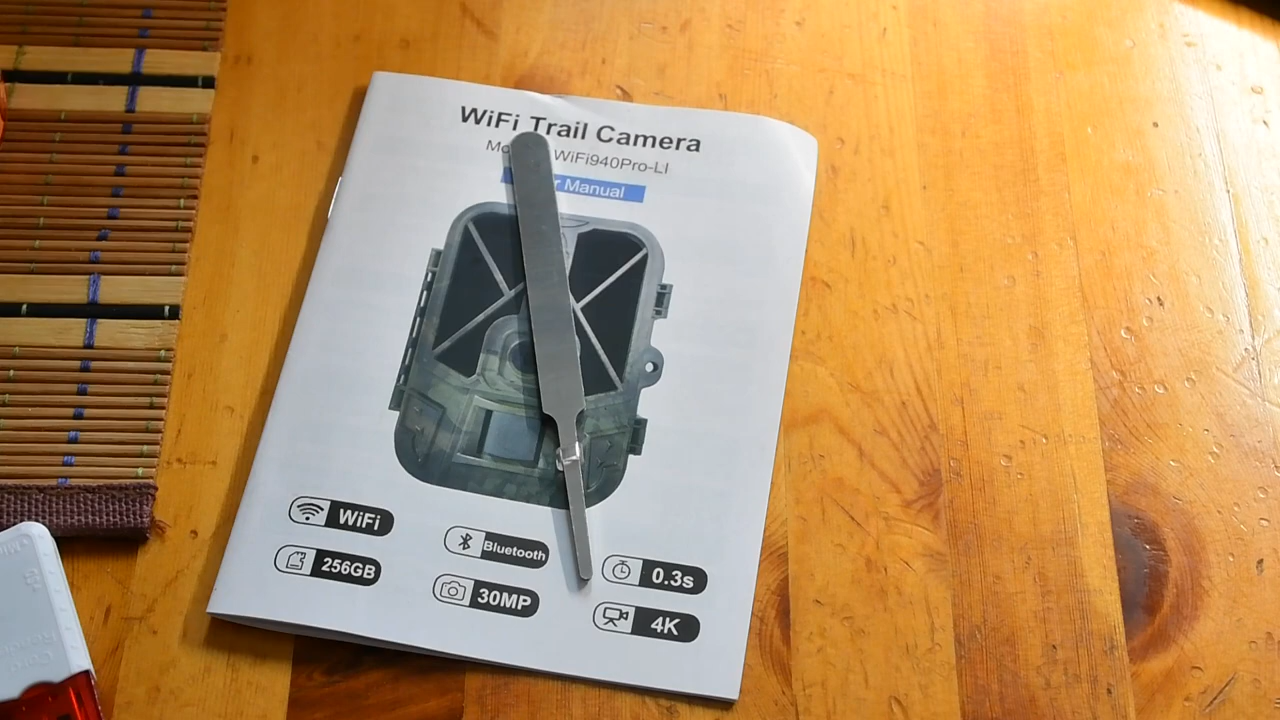 WiFi Trail Camera
WiFi940Pro-LI
Manual
WiFi
Bluetooth
0.3s
256GB
30MP
4K